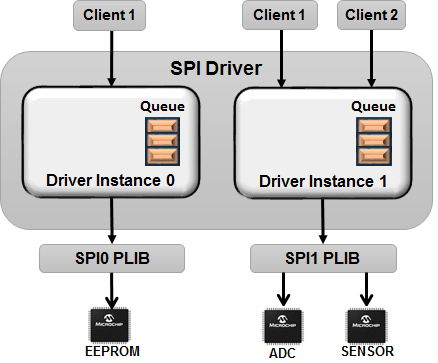 Client 1
Client 1
Client 2
SPI Driver
Queue
Driver Instance 0
Queue
Driver Instance 1
SPI0 PLIB
SPI1 PLIB
MICROCHIP
MICROCHIP
MICROCHIP
EEPROM
ADC
SENSOR